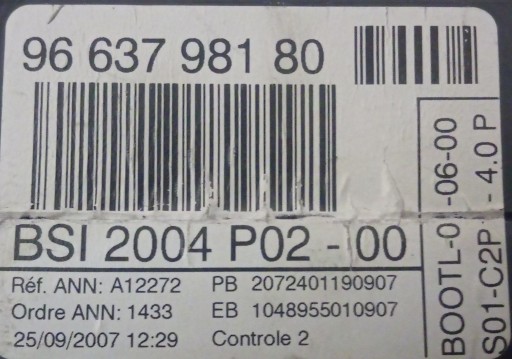 96 637 981 80
BSI 2004 P02 - 00
Réf. ANN: A12272 PB 2072401190907
Ordre ANN: 1433 EB 1048955010907
25/09/2007 12:29 Controle 2
BOOTL-0 -06-00
S01-C2P - 4.0 P